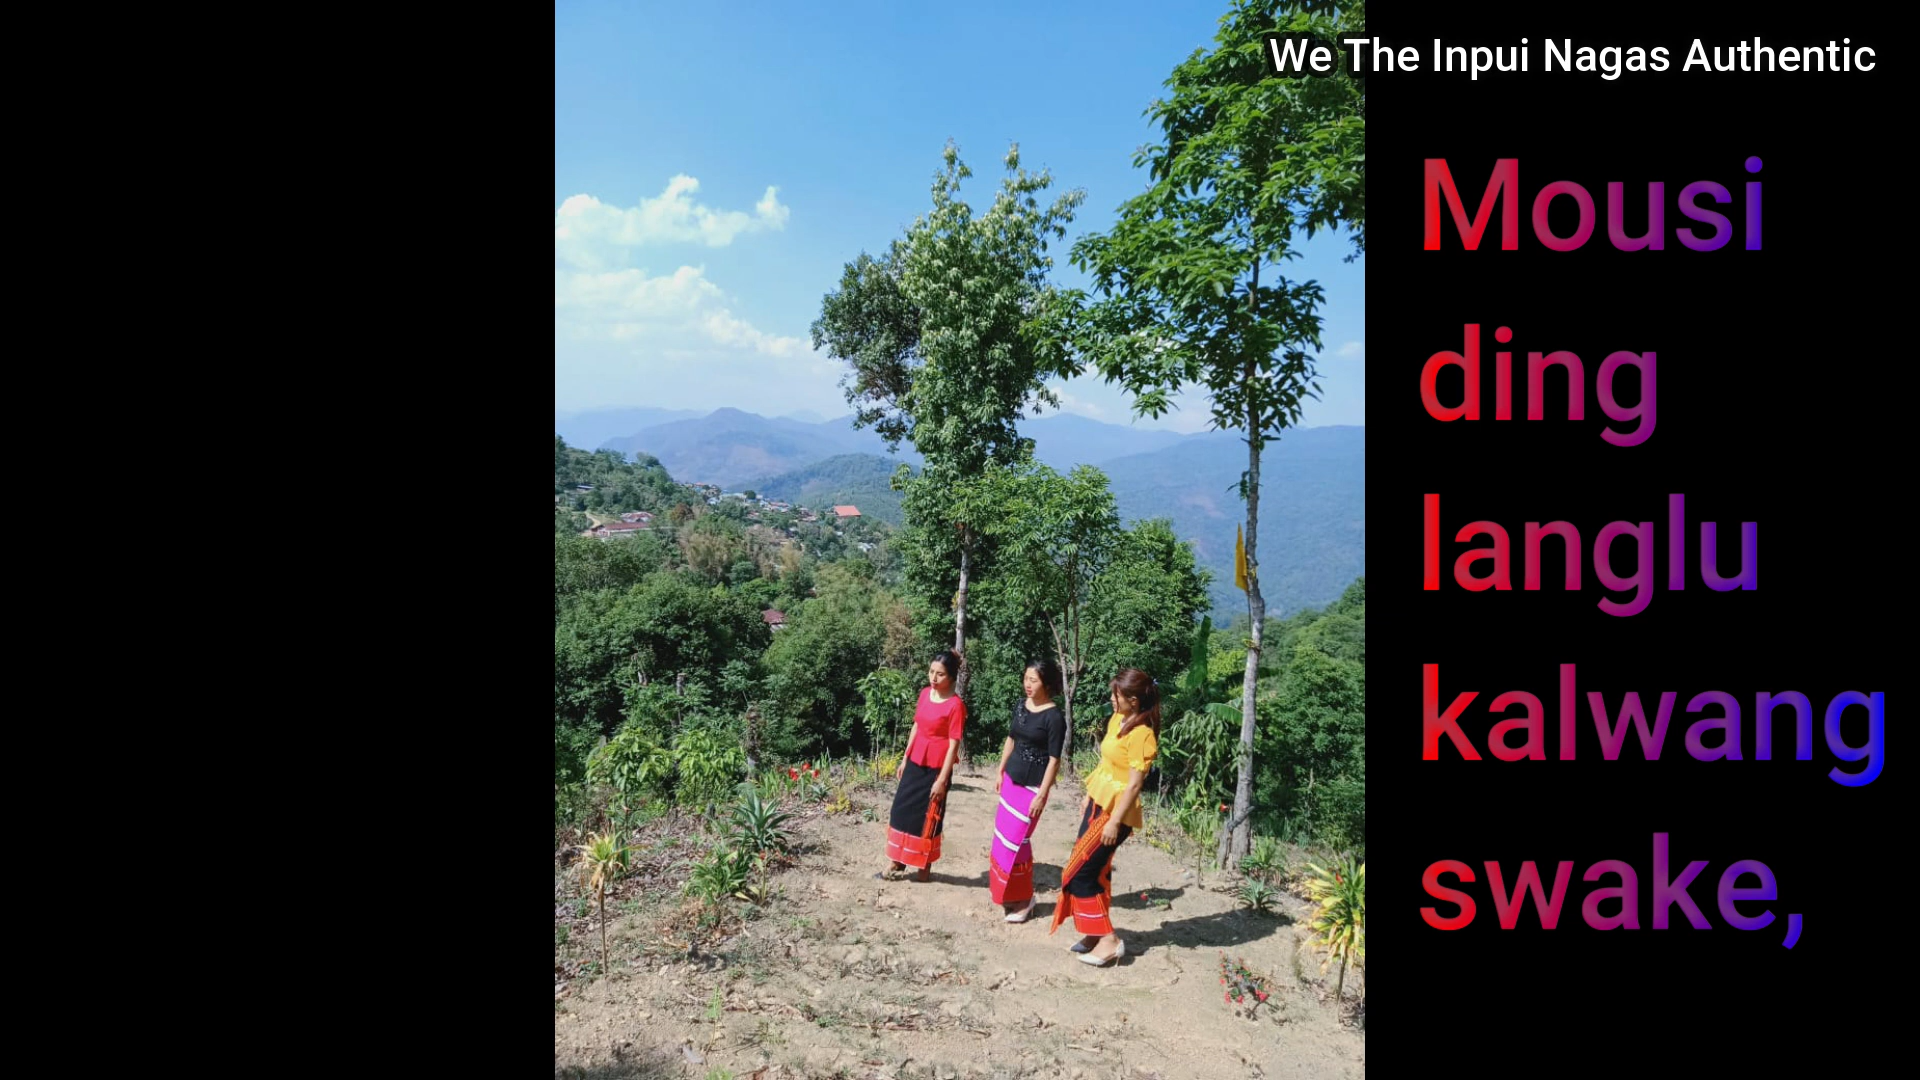 We The Inpui Nagas Authentic
Mousi
ding
langlu
kalwang
swake,